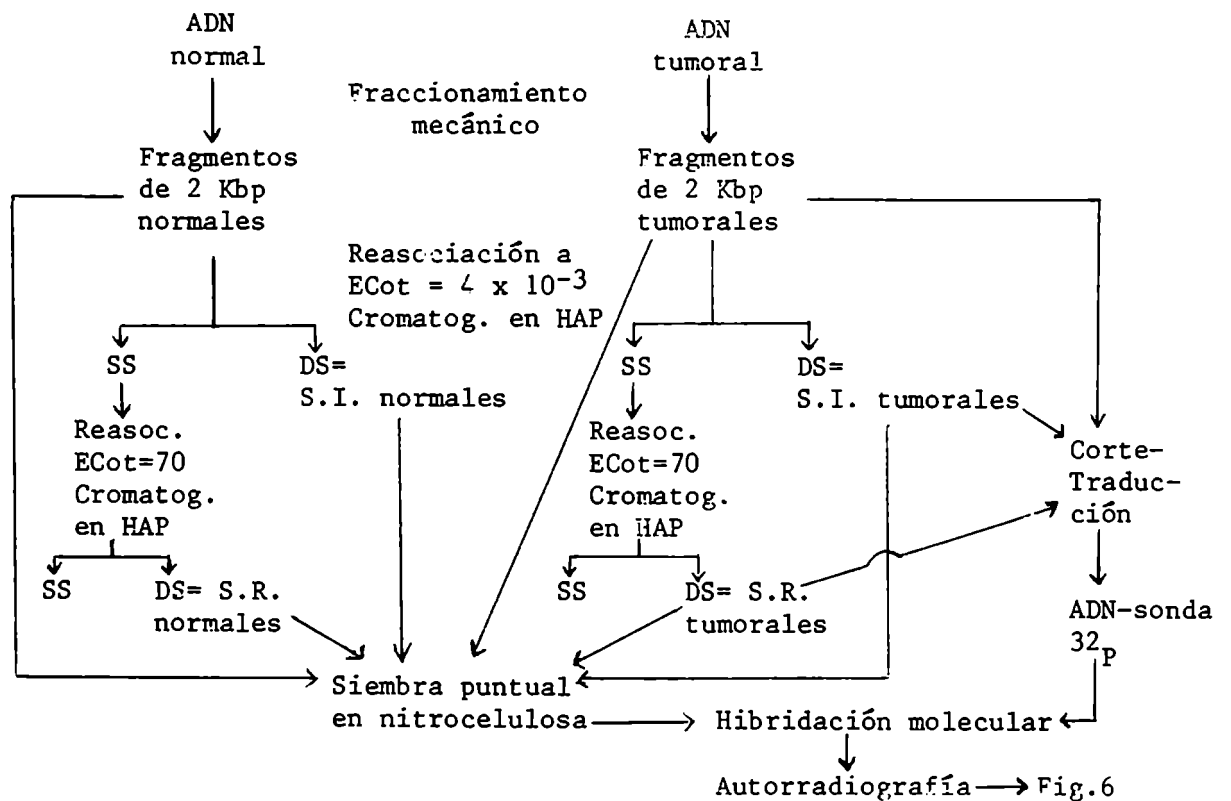 ADN
normal
ADN
tumoral
Fraccionamiento
mecánico
Fragmentos
de 2 Kbp
normales
Fragmentos
de 2 Kbp
tumorales
Reasociación a
ECot = 4 x 10⁻³
Cromatog. en HAP
SS
DS=
S.I. normales
SS
DS=
S.I. tumorales
Reasoc.
ECot=70
Cromatog.
en HAP
Reasoc.
ECot=70
Cromatog.
en HAP
Corte-
Traduc-
ción
SS
DS= S.R.
normales
SS
DS= S.R.
tumorales
ADN-sonda
³²P
Siembra puntual
en nitrocelulosa
Hibridación molecular
Autorradiografía
Fig.6